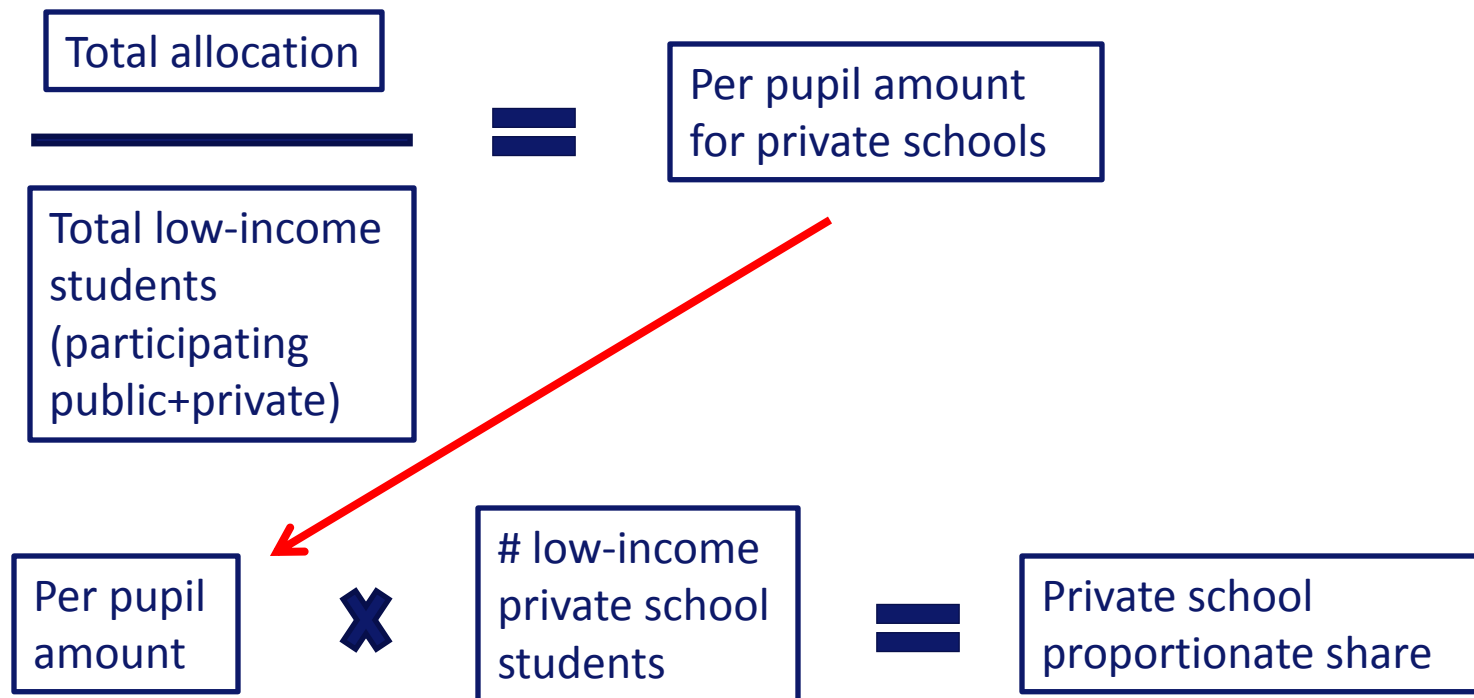 Total allocation
Per pupil amount
for private schools
Total low-income
students
(participating
public+private)
Per pupil
amount
# low-income
private school
students
Private school
proportionate share